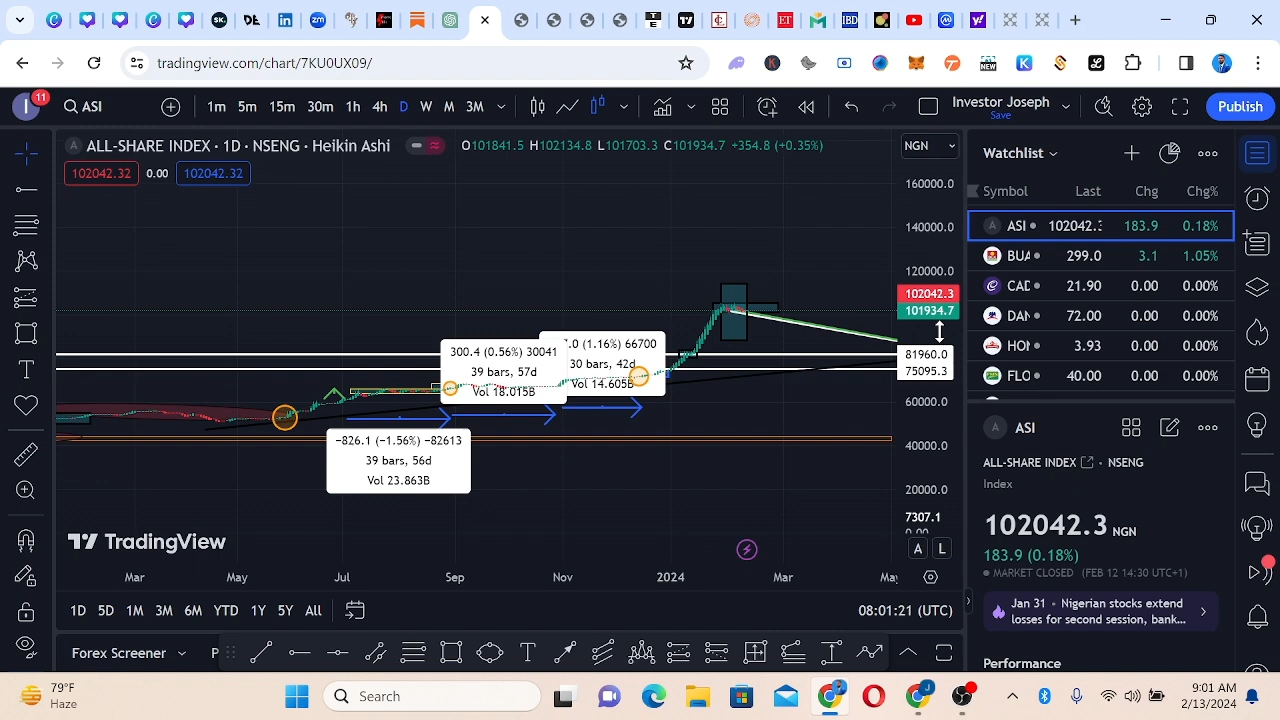 11
tradingview.com/chart/7KU0UX09/
ASI
1m 5m 15m 30m 1h 4h D W M 3M
Investor Joseph
Save
Publish
ALL-SHARE INDEX · 1D · NSENG · Heikin Ashi
O101841.5 H102134.8 L101703.3 C101934.7 +354.8 (+0.35%)
102042.32 0.00 102042.32
NGN
160000.0
140000.0
120000.0
102042.3
101934.7
81960.0
75095.3
60000.0
40000.0
20000.0
7307.1
0.00
A L
300.4 (0.56%) 30041
39 bars, 57d
Vol 18.015B
.0 (1.16%) 66700
30 bars, 42d
Vol 14.605B
−826.1 (−1.56%) −82613
39 bars, 56d
Vol 23.863B
TradingView
Mar May Jul Sep Nov 2024 Mar May
1D 5D 1M 3M 6M YTD 1Y 5Y All
08:01:21 (UTC)
Forex Screener P
Watchlist
Symbol Last Chg Chg%
ASI 102042.3 183.9 0.18%
BUA 299.0 3.1 1.05%
CAD 21.90 0.00 0.00%
DAN 72.00 0.00 0.00%
HON 3.93 0.00 0.00%
FLO 40.00 0.00 0.00%
ASI
ALL-SHARE INDEX · NSENG
Index
102042.3 NGN
183.9 (0.18%)
MARKET CLOSED (FEB 12 14:30 UTC+1)
Jan 31 · Nigerian stocks extend
losses for second session, bank...
Performance
79°F
Haze
Search
9:01 AM
2/13/2024